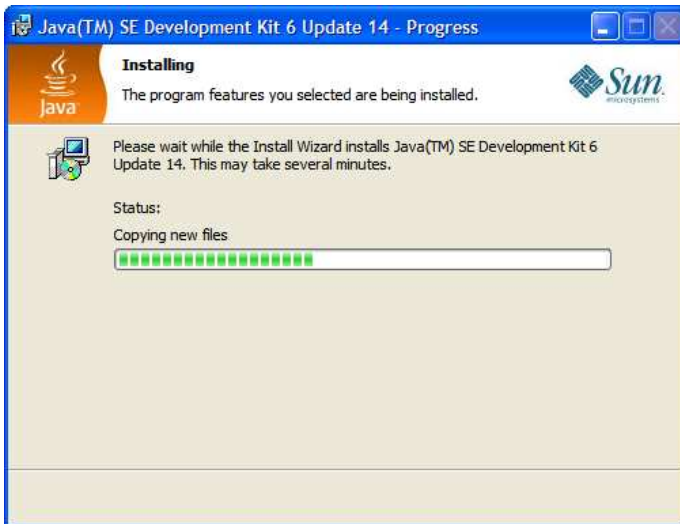 Java(TM) SE Development Kit 6 Update 14 - Progress
Installing
The program features you selected are being installed.
Java
Sun
microsystems
Please wait while the Install Wizard installs Java(TM) SE Development Kit 6
Update 14. This may take several minutes.
Status:
Copying new files